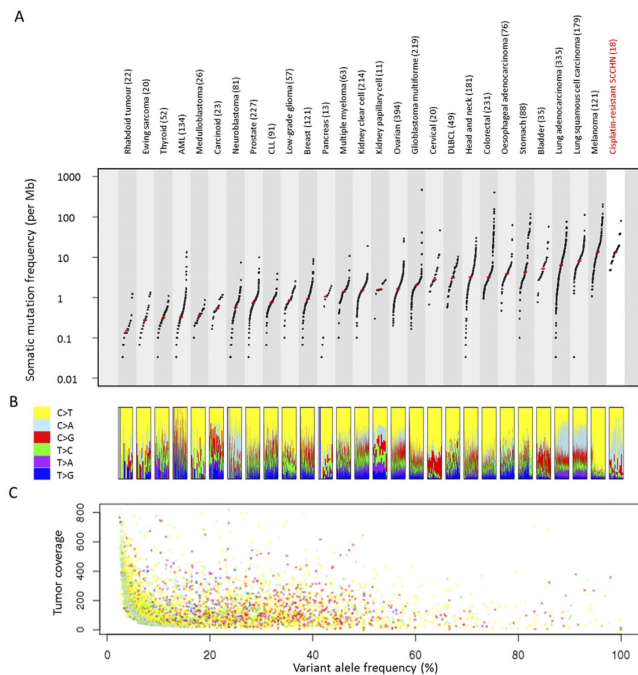 A
Rhabdoid tumour (22)
Ewing sarcoma (20)
Thyroid (52)
AML (134)
Medulloblastoma (26)
Carcinoid (23)
Neuroblastoma (81)
Prostate (227)
CLL (91)
Low-grade glioma (57)
Breast (121)
Pancreas (13)
Multiple myeloma (63)
Kidney clear cell (214)
Kidney papillary cell (11)
Ovarian (394)
Glioblastoma multiforme (219)
Cervical (20)
DLBCL (49)
Head and neck (181)
Colorectal (231)
Oesophageal adenocarcinoma (76)
Stomach (88)
Bladder (35)
Lung adenocarcinoma (335)
Lung squamous cell carcinoma (179)
Melanoma (121)
Cisplatin-resistant SCCHN (18)
Somatic mutation frequency (per Mb)
1000
100
10
1
0.1
0.01
B
C>T
C>A
C>G
T>C
T>A
T>G
C
Tumor coverage
800
600
400
200
0
0 20 40 60 80 100
Variant alele frequency (%)